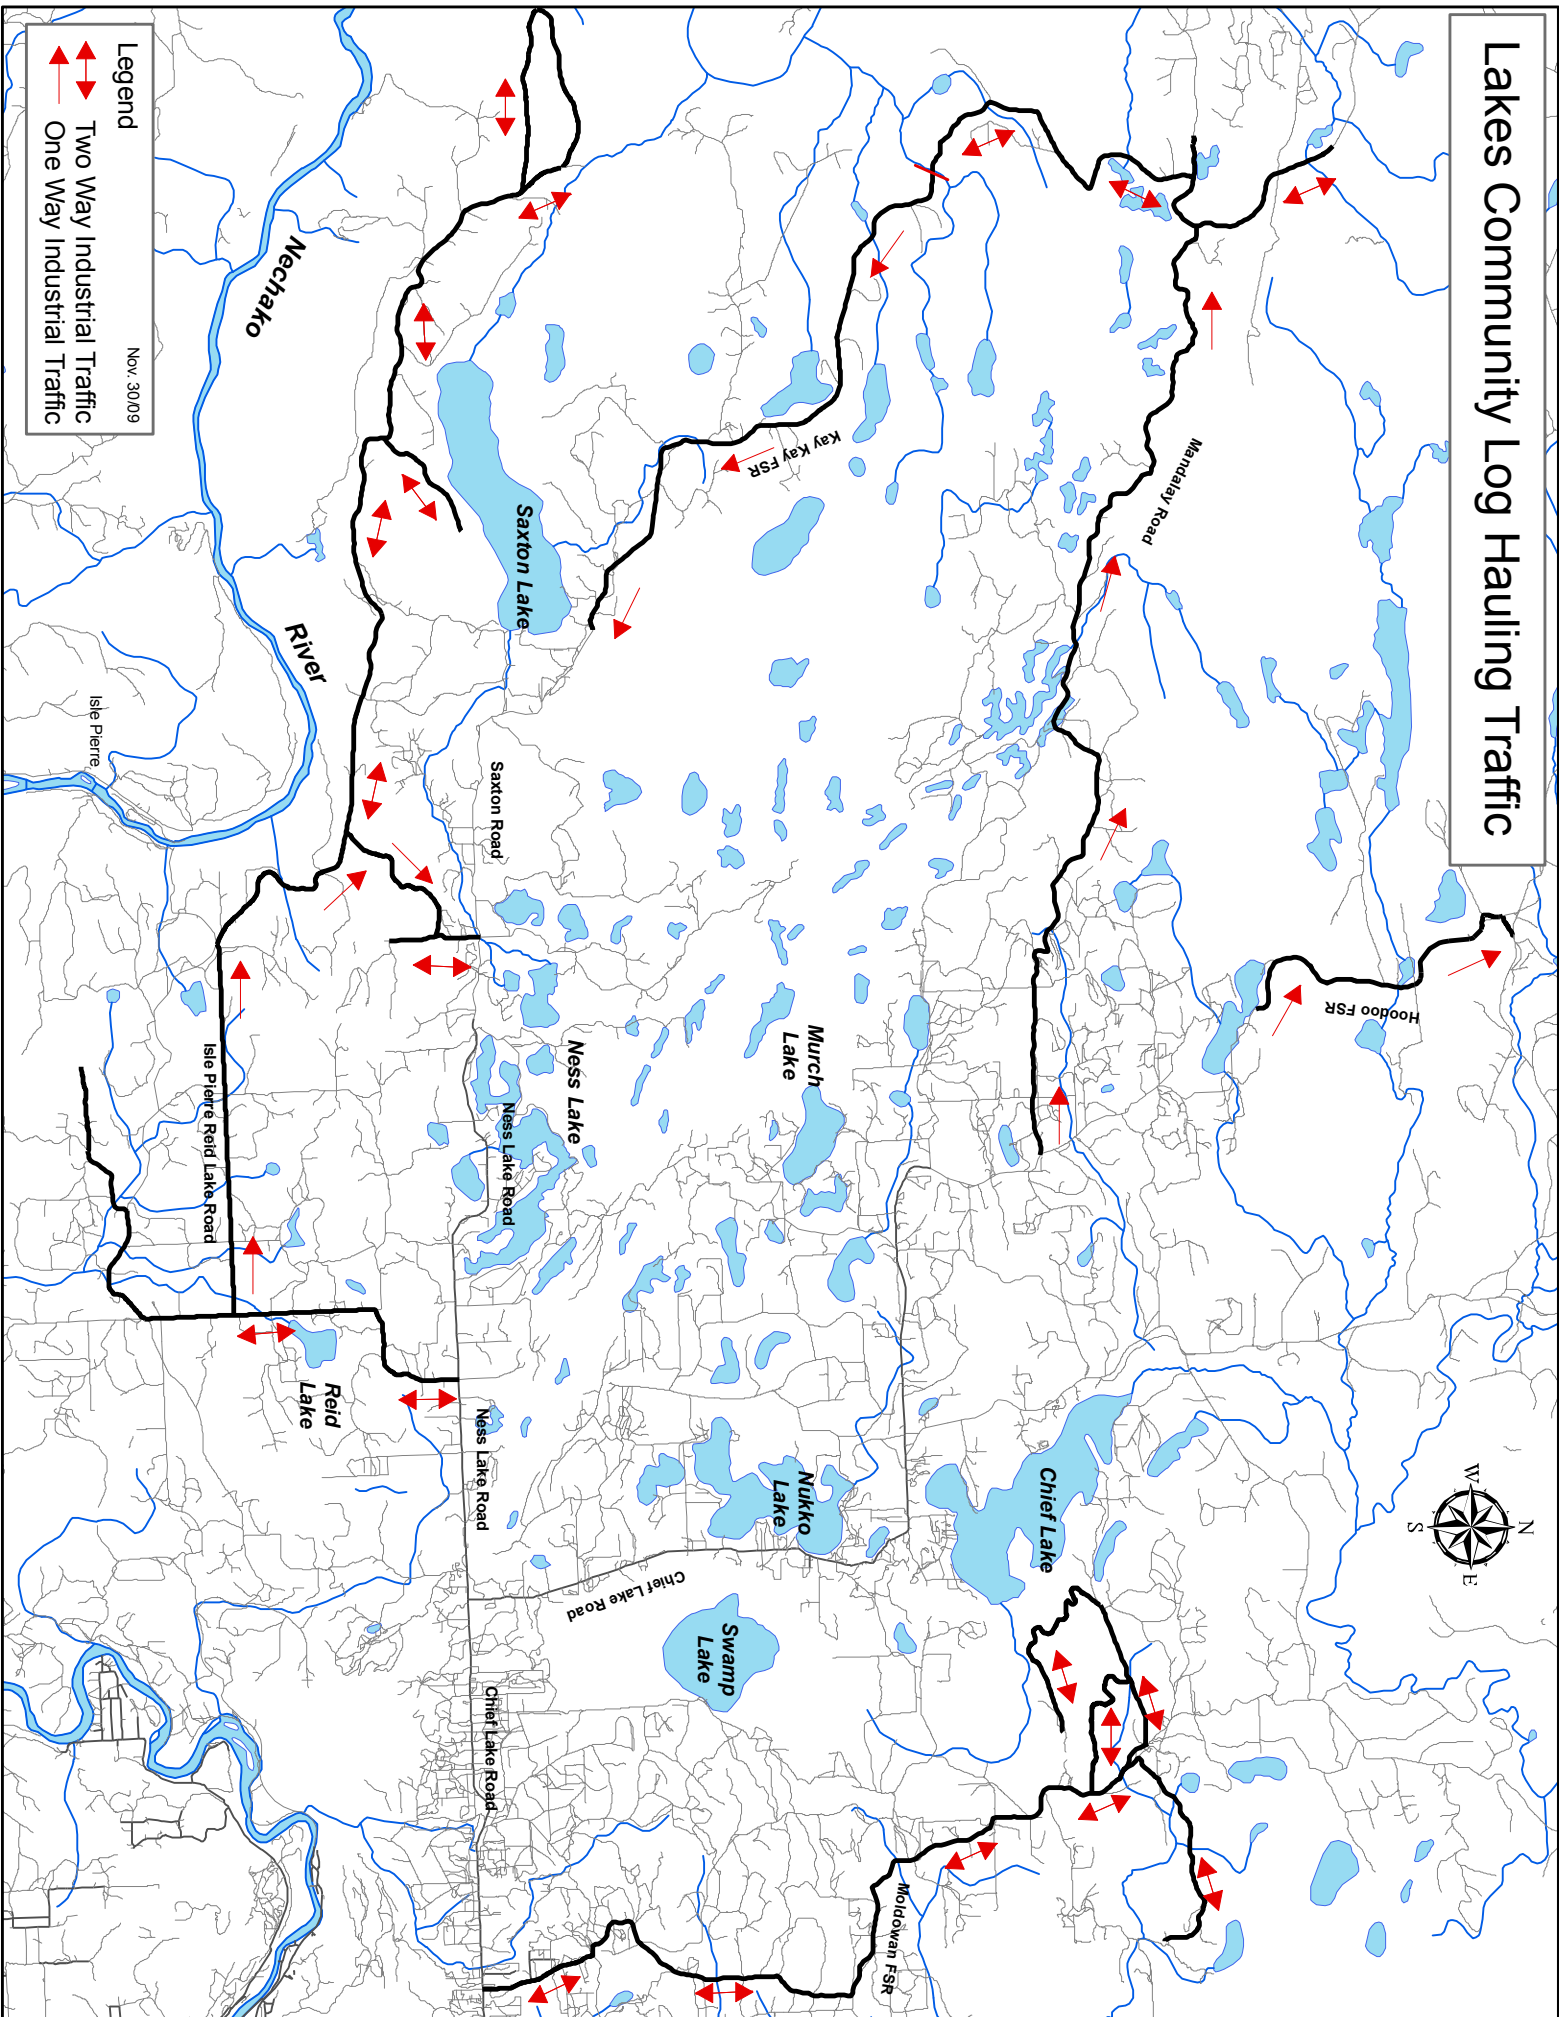 Lakes Community Log Hauling Traffic
Legend
Nov. 30/09
Two Way Industrial Traffic
One Way Industrial Traffic
N
W
E
S
Hoodoo FSR
Mandalay Road
Kay Kay FSR
Chief Lake
Murch
Lake
Nukko
Lake
Swamp
Lake
Chief Lake Road
Moldowan FSR
Saxton Lake
Saxton Road
Ness Lake
Ness Lake Road
Ness Lake Road
Chief Lake Road
Nechako
River
Isle Pierre
Isle Pierre Reid Lake Road
Reid
Lake